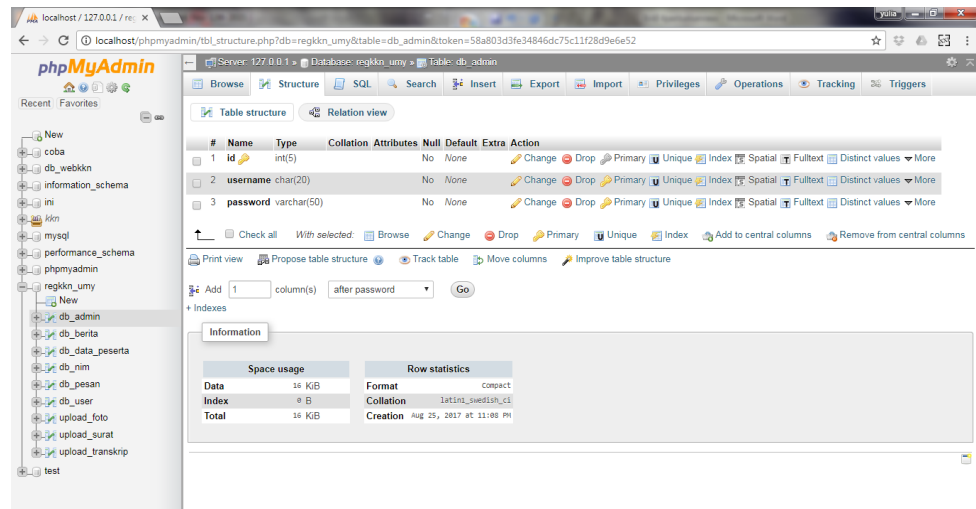 localhost / 127.0.0.1 / reg
yulia
localhost/phpmyadmin/tbl_structure.php?db=regkkn_umy&table=db_admin&token=58a803d3fe34846dc75c11f28d9e6e52
phpMyAdmin
Recent Favorites
New
coba
db_webkkn
information_schema
ini
kkn
mysql
performance_schema
phpmyadmin
regkkn_umy
New
db_admin
db_berita
db_data_peserta
db_nim
db_pesan
db_user
upload_foto
upload_surat
upload_transkrip
test
Server: 127.0.0.1 » Database: regkkn_umy » Table: db_admin
Browse Structure SQL Search Insert Export Import Privileges Operations Tracking Triggers
Table structure Relation view
# Name Type Collation Attributes Null Default Extra Action
1 id int(5) No None Change Drop Primary Unique Index Spatial Fulltext Distinct values More
2 username char(20) No None Change Drop Primary Unique Index Spatial Fulltext Distinct values More
3 password varchar(50) No None Change Drop Primary Unique Index Spatial Fulltext Distinct values More
Check all With selected: Browse Change Drop Primary Unique Index Add to central columns Remove from central columns
Print view Propose table structure Track table Move columns Improve table structure
Add 1 column(s) after password Go
+ Indexes
Information
Space usage
Data 16 KiB
Index 0 B
Total 16 KiB
Row statistics
Format Compact
Collation latin1_swedish_ci
Creation Aug 25, 2017 at 11:08 PM